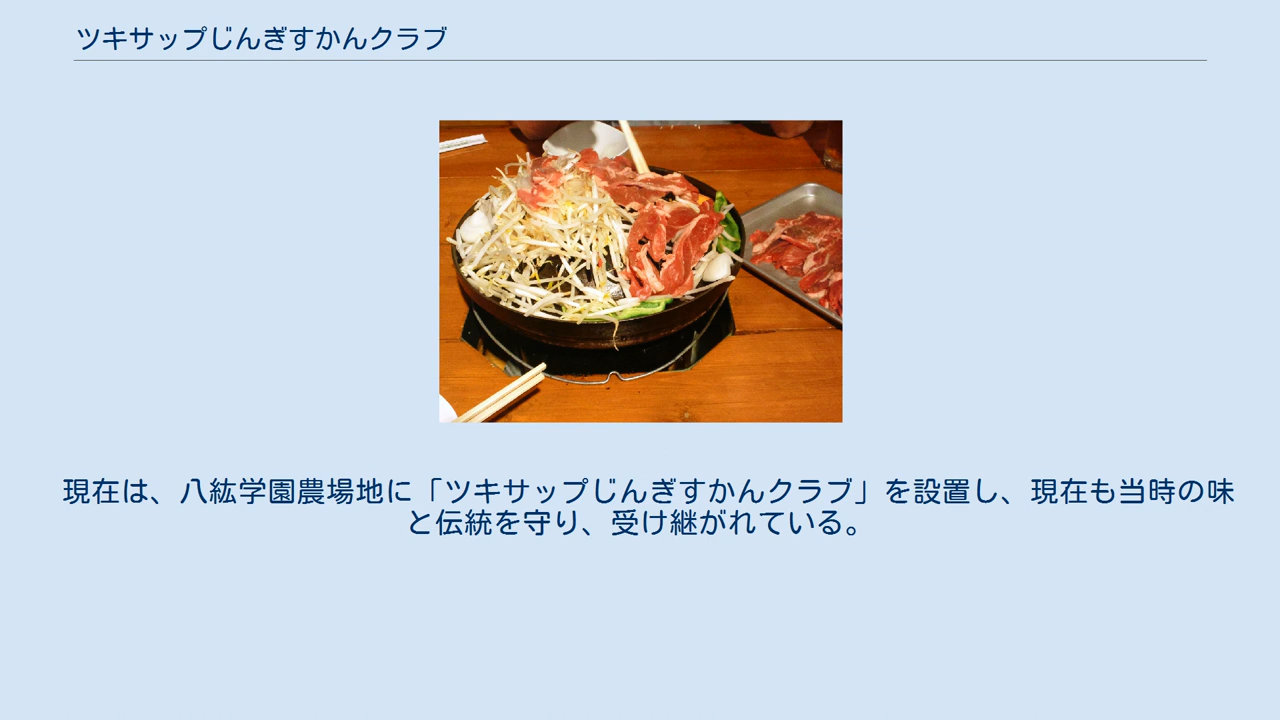 ツキサップじんぎすかんクラブ
現在は、八紘学園農場地に「ツキサップじんぎすかんクラブ」を設置し、現在も当時の味
と伝統を守り、受け継がれている。